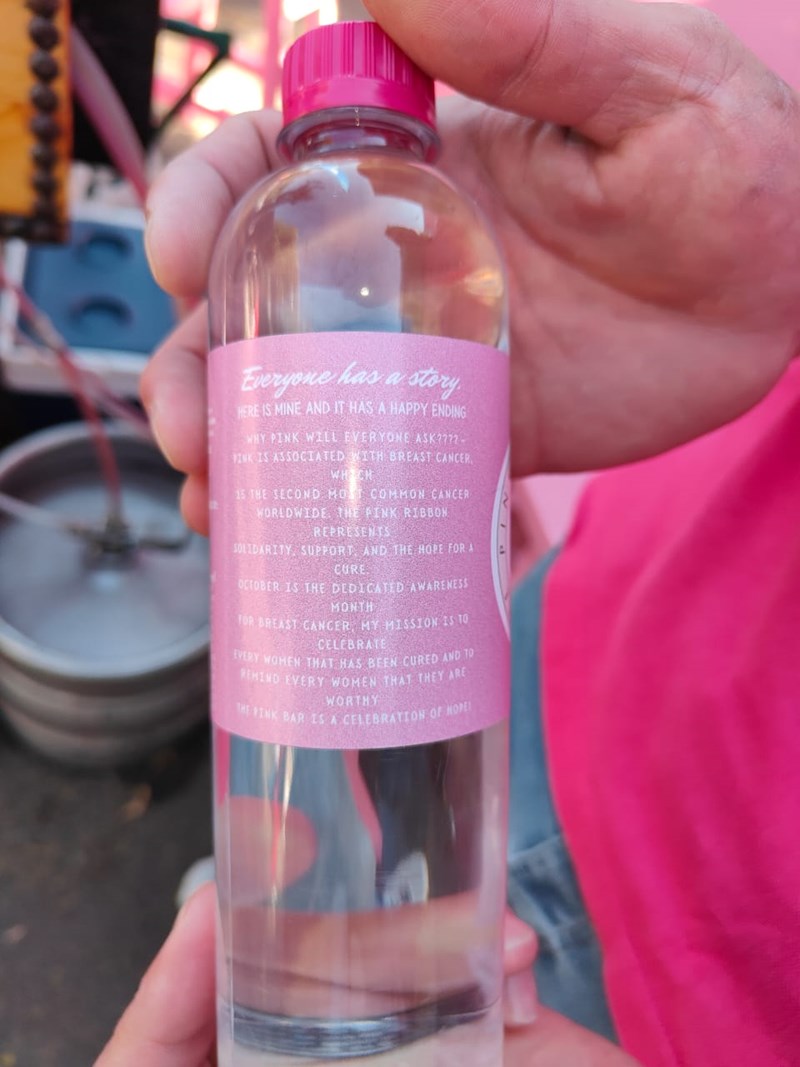 Everyone has a story,
HERE IS MINE AND IT HAS A HAPPY ENDING
WHY PINK WILL EVERYONE ASK???? -
PINK IS ASSOCIATED WITH BREAST CANCER,
WHICH
IS THE SECOND MOST COMMON CANCER
WORLDWIDE. THE PINK RIBBON
REPRESENTS
SOLIDARITY, SUPPORT, AND THE HOPE FOR A
CURE.
OCTOBER IS THE DEDICATED AWARENESS
MONTH
FOR BREAST CANCER, MY MISSION IS TO
CELEBRATE
EVERY WOMEN THAT HAS BEEN CURED AND TO
REMIND EVERY WOMEN THAT THEY ARE
WORTHY
THE PINK BAR IS A CELEBRATION OF HOPE!